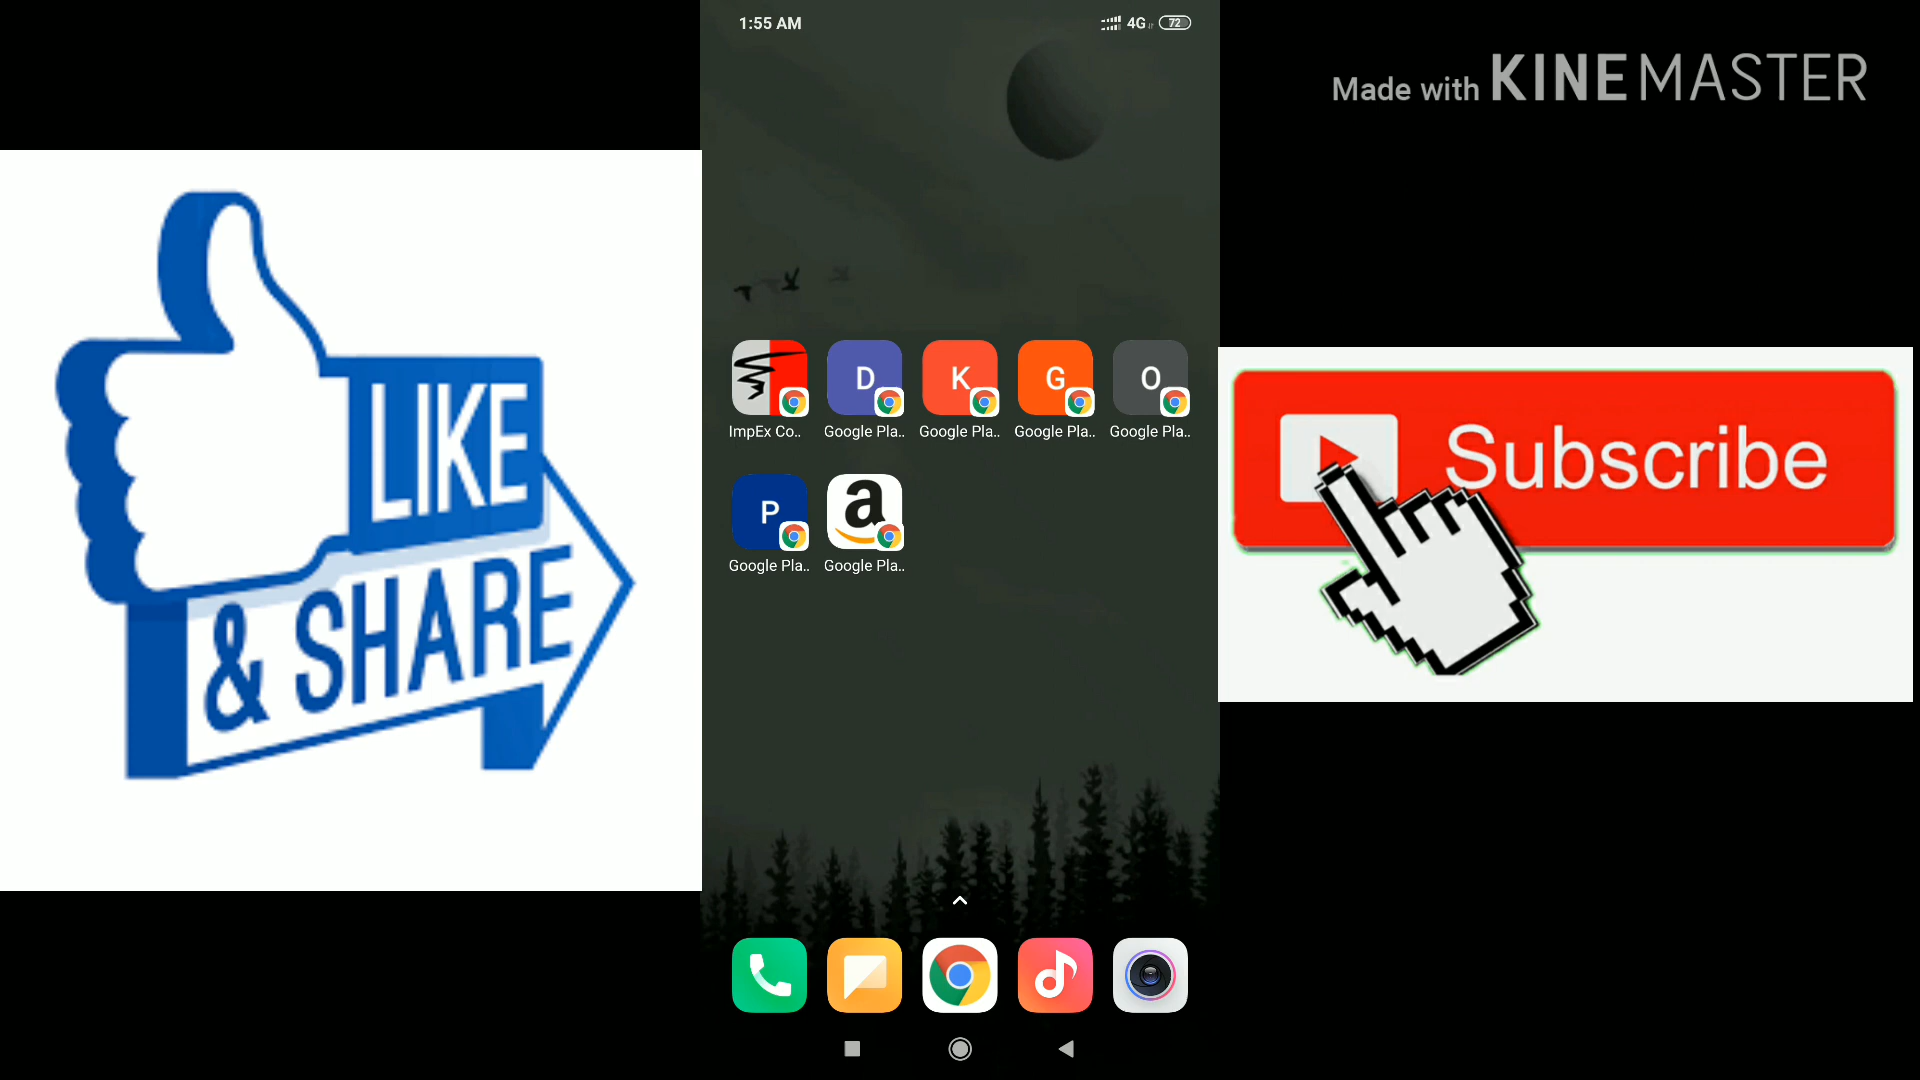 1:55 AM
4G
72
Made with KINEMASTER
LIKE
& SHARE
D
K
G
O
ImpEx Co..
Google Pla..
Google Pla..
Google Pla..
Google Pla..
P
a
Google Pla..
Google Pla..
Subscribe